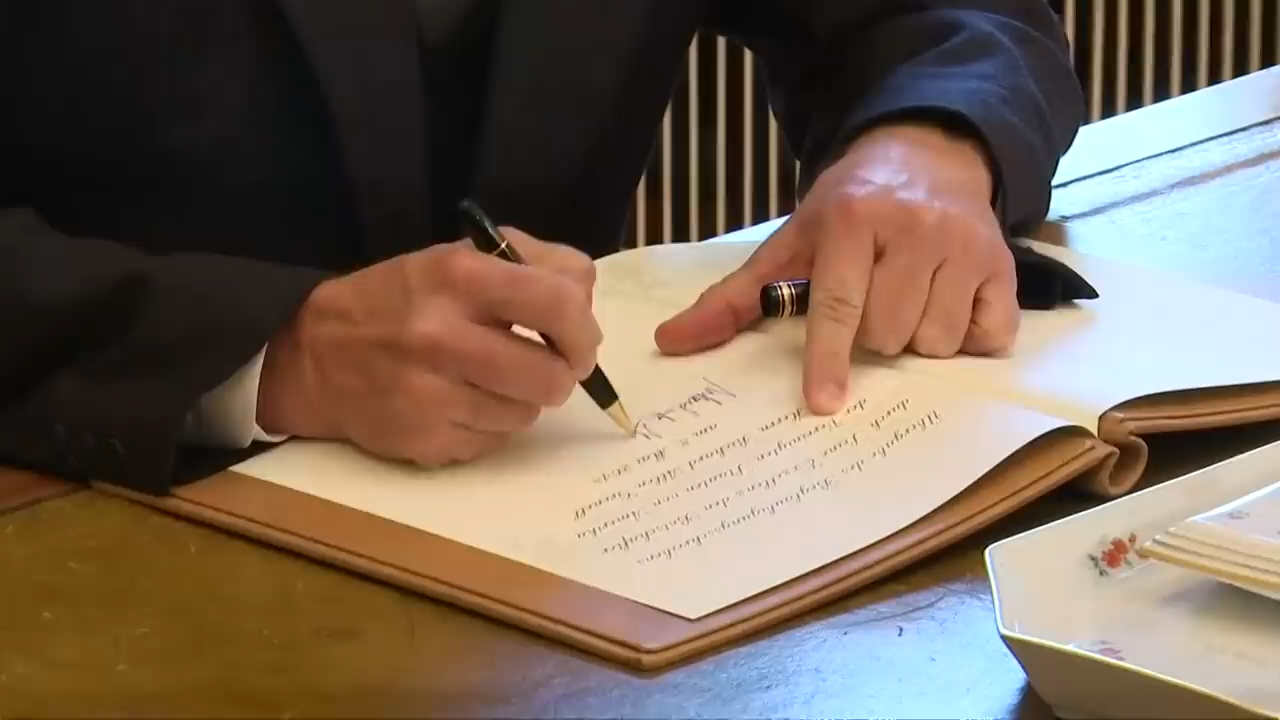 Übergabe des Beglaubigungsschreibens
durch Seine Exzellenz den Botschafter
der Vereinigten Staaten von Amerika
Herrn Richard Allen Grenell
am 8. Mai 2018